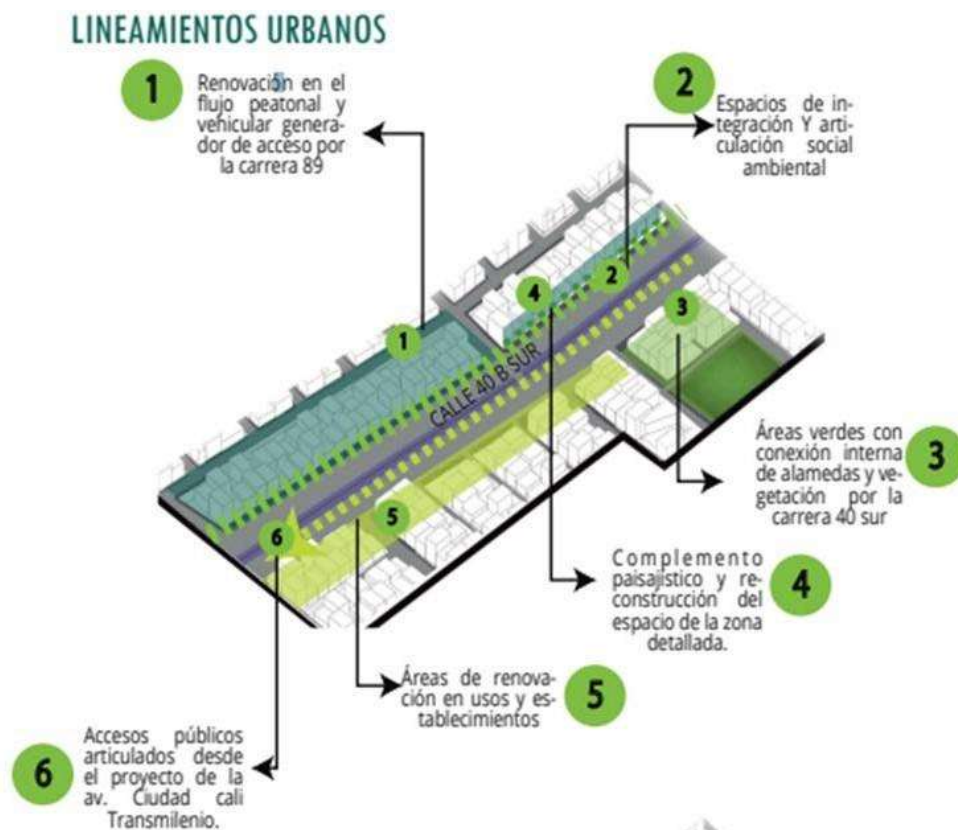 LINEAMIENTOS URBANOS
1
Renovación en el
flujo peatonal y
vehicular genera-
dor de acceso por
la carrera 89
2
Espacios de in-
tegración Y arti-
culación social
ambiental
4
2
3
1
CALLE 40 B SUR
5
6
Áreas verdes con
conexión interna
de alamedas y ve-
getación por la
carrera 40 sur
3
Complemento
paisajístico y re-
construcción del
espacio de la zona
detallada.
4
Áreas de renova-
ción en usos y es-
tablecimientos
5
6
Accesos públicos
articulados desde
el proyecto de la
av. Ciudad cali
Transmilenio.